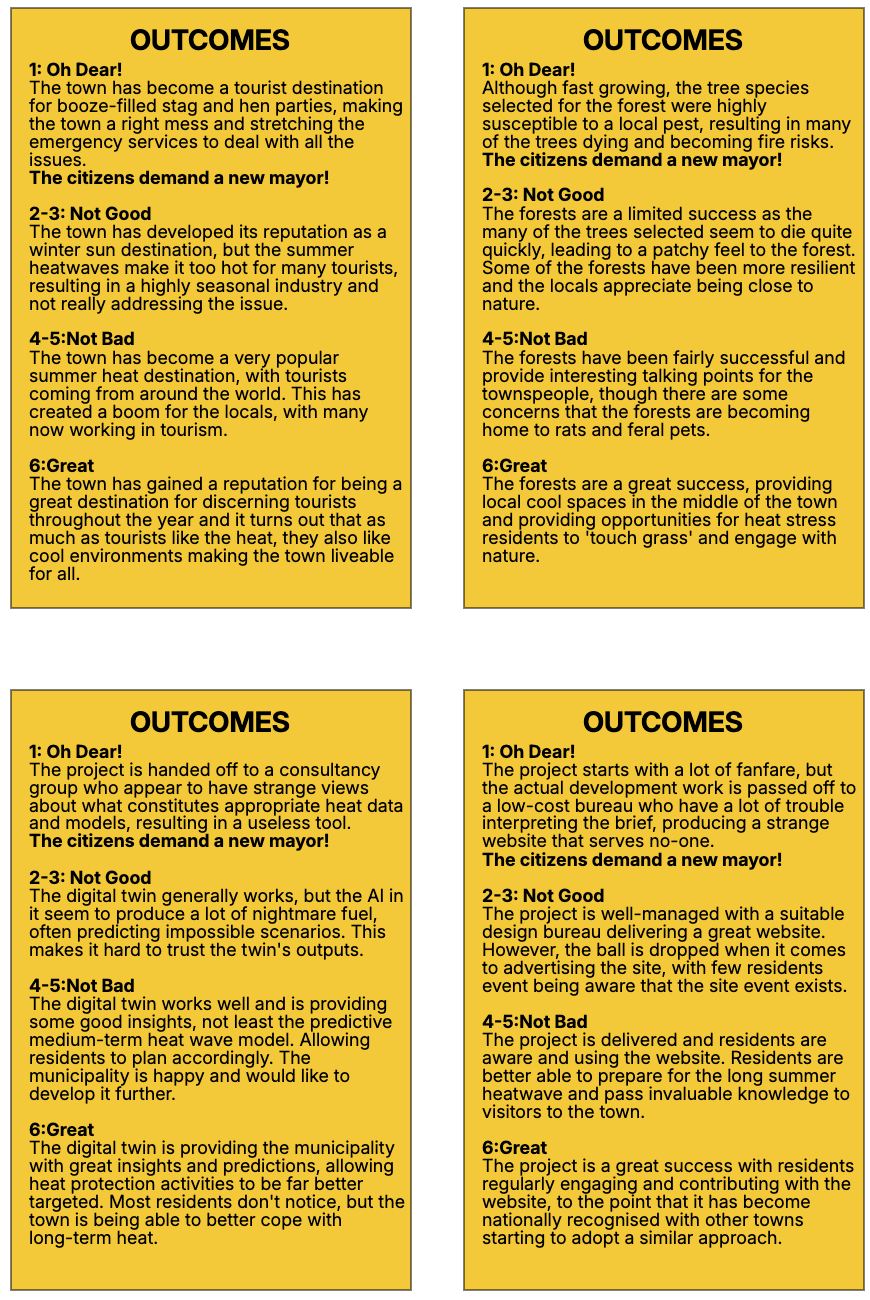 OUTCOMES
1: Oh Dear!
The town has become a tourist destination
for booze-filled stag and hen parties, making
the town a right mess and stretching the
emergency services to deal with all the
issues.
The citizens demand a new mayor!
2-3: Not Good
The town has developed its reputation as a
winter sun destination, but the summer
heatwaves make it too hot for many tourists,
resulting in a highly seasonal industry and
not really addressing the issue.
4-5:Not Bad
The town has become a very popular
summer heat destination, with tourists
coming from around the world. This has
created a boom for the locals, with many
now working in tourism.
6:Great
The town has gained a reputation for being a
great destination for discerning tourists
throughout the year and it turns out that as
much as tourists like the heat, they also like
cool environments making the town liveable
for all.
OUTCOMES
1: Oh Dear!
Although fast growing, the tree species
selected for the forest were highly
susceptible to a local pest, resulting in many
of the trees dying and becoming fire risks.
The citizens demand a new mayor!
2-3: Not Good
The forests are a limited success as the
many of the trees selected seem to die quite
quickly, leading to a patchy feel to the forest.
Some of the forests have been more resilient
and the locals appreciate being close to
nature.
4-5:Not Bad
The forests have been fairly successful and
provide interesting talking points for the
townspeople, though there are some
concerns that the forests are becoming
home to rats and feral pets.
6:Great
The forests are a great success, providing
local cool spaces in the middle of the town
and providing opportunities for heat stress
residents to 'touch grass' and engage with
nature.
OUTCOMES
1: Oh Dear!
The project is handed off to a consultancy
group who appear to have strange views
about what constitutes appropriate heat data
and models, resulting in a useless tool.
The citizens demand a new mayor!
2-3: Not Good
The digital twin generally works, but the AI in
it seem to produce a lot of nightmare fuel,
often predicting impossible scenarios. This
makes it hard to trust the twin's outputs.
4-5:Not Bad
The digital twin works well and is providing
some good insights, not least the predictive
medium-term heat wave model. Allowing
residents to plan accordingly. The
municipality is happy and would like to
develop it further.
6:Great
The digital twin is providing the municipality
with great insights and predictions, allowing
heat protection activities to be far better
targeted. Most residents don't notice, but the
town is being able to better cope with
long-term heat.
OUTCOMES
1: Oh Dear!
The project starts with a lot of fanfare, but
the actual development work is passed off to
a low-cost bureau who have a lot of trouble
interpreting the brief, producing a strange
website that serves no-one.
The citizens demand a new mayor!
2-3: Not Good
The project is well-managed with a suitable
design bureau delivering a great website.
However, the ball is dropped when it comes
to advertising the site, with few residents
event being aware that the site event exists.
4-5:Not Bad
The project is delivered and residents are
aware and using the website. Residents are
better able to prepare for the long summer
heatwave and pass invaluable knowledge to
visitors to the town.
6:Great
The project is a great success with residents
regularly engaging and contributing with the
website, to the point that it has become
nationally recognised with other towns
starting to adopt a similar approach.